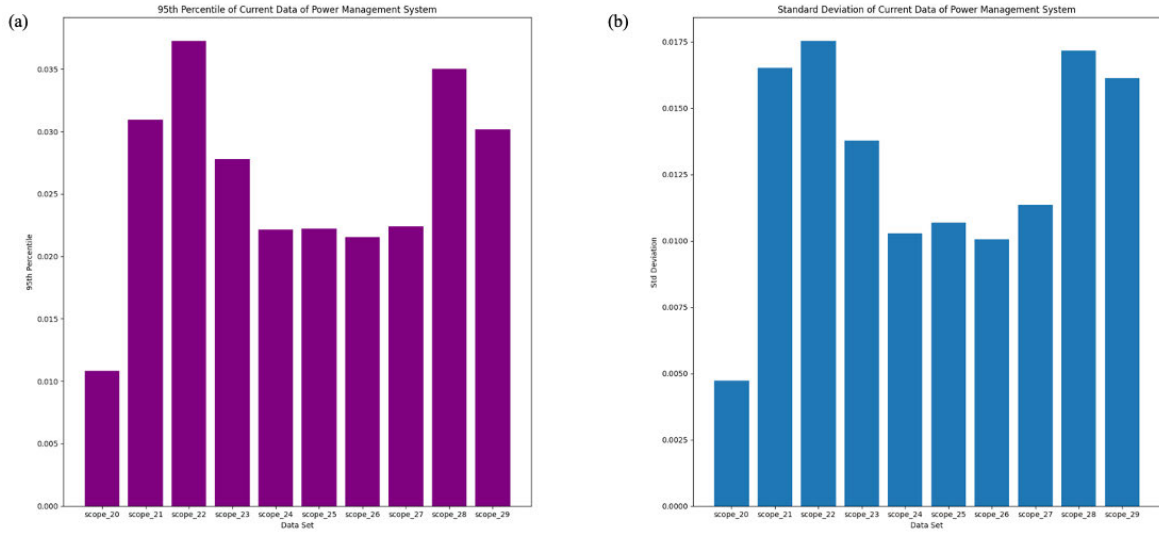 (a)
95th Percentile of Current Data of Power Management System
0.035
0.030
0.025
0.020
0.015
0.010
0.005
0.000
95th Percentile
scope_20 scope_21 scope_22 scope_23 scope_24 scope_25 scope_26 scope_27 scope_28 scope_29
Data Set
(b)
Standard Deviation of Current Data of Power Management System
0.0175
0.0150
0.0125
0.0100
0.0075
0.0050
0.0025
0.0000
Std Deviation
scope_20 scope_21 scope_22 scope_23 scope_24 scope_25 scope_26 scope_27 scope_28 scope_29
Data Set